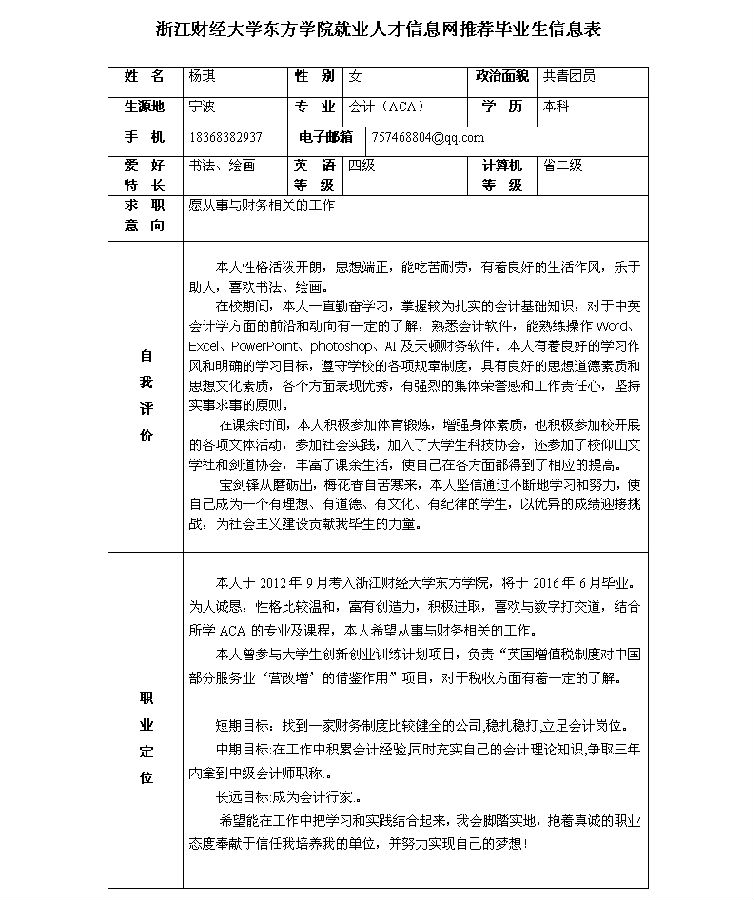 浙江财经大学东方学院就业人才信息网推荐毕业生信息表
姓 名 杨琪 性 别 女 政治面貌 共青团员
生源地 宁波 专 业 会计（ACA） 学 历 本科
手 机 18368382937 电子邮箱 757468804@qq.com
爱 好 书法、绘画 英 语 四级 计算机 省二级
特 长 等 级 等 级
求 职 愿从事与财务相关的工作
意 向
自我评价
本人性格活泼开朗，思想端正，能吃苦耐劳，有着良好的生活作风，乐于
助人，喜欢书法、绘画。
在校期间，本人一直勤奋学习，掌握较为扎实的会计基础知识；对于中英
会计学方面的前沿和动向有一定的了解；熟悉会计软件，能熟练操作 Word、
Excel、PowerPoint、photoshop、AI 及天顿财务软件。本人有着良好的学习作
风和明确的学习目标，遵守学校的各项规章制度，具有良好的思想道德素质和
思想文化素质，各个方面表现优秀，有强烈的集体荣誉感和工作责任心，坚持
实事求事的原则。
在课余时间，本人积极参加体育锻炼，增强身体素质，也积极参加校开展
的各项文体活动，参加社会实践，加入了大学生科技协会，还参加了校仰山文
学社和剑道协会，丰富了课余生活，使自己在各方面都得到了相应的提高。
宝剑锋从磨砺出，梅花香自苦寒来，本人坚信通过不断地学习和努力，使
自己成为一个有理想、有道德、有文化、有纪律的学生，以优异的成绩迎接挑
战，为社会主义建设贡献我毕生的力量。
职业定位
本人于 2012 年 9 月考入浙江财经大学东方学院，将于 2016 年 6 月毕业。
为人诚恳，性格比较温和，富有创造力，积极进取，喜欢与数字打交道，结合
所学 ACA 的专业及课程，本人希望从事与财务相关的工作。
本人曾参与大学生创新创业训练计划项目，负责“英国增值税制度对中国
部分服务业‘营改增’的借鉴作用”项目，对于税收方面有着一定的了解。
短期目标：找到一家财务制度比较健全的公司,稳扎稳打,立足会计岗位。
中期目标:在工作中积累会计经验,同时充实自己的会计理论知识,争取三年
内拿到中级会计师职称.。
长远目标:成为会计行家.。
希望能在工作中把学习和实践结合起来，我会脚踏实地，抱着真诚的职业
态度奉献于信任我培养我的单位，并努力实现自己的梦想！